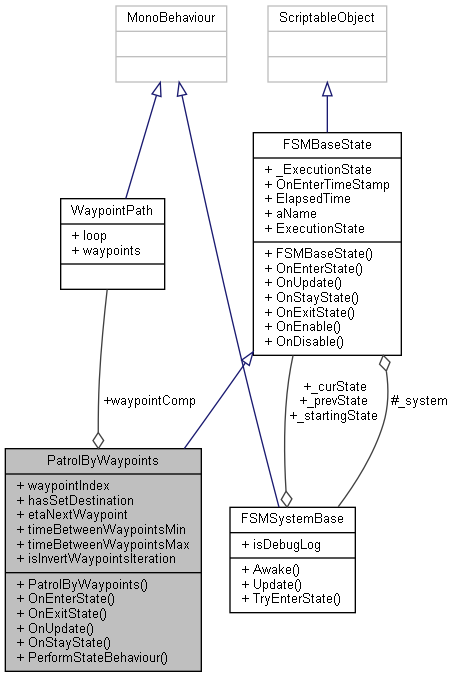 MonoBehaviour
ScriptableObject
FSMBaseState
+ _ExecutionState
+ OnEnterTimeStamp
+ ElapsedTime
+ aName
+ ExecutionState
+ FSMBaseState()
+ OnEnterState()
+ OnUpdate()
+ OnStayState()
+ OnExitState()
+ OnEnable()
+ OnDisable()
WaypointPath
+ loop
+ waypoints
+waypointComp
+_curState
+_prevState
+_startingState
#_system
PatrolByWaypoints
+ waypointIndex
+ hasSetDestination
+ etaNextWaypoint
+ timeBetweenWaypointsMin
+ timeBetweenWaypointsMax
+ isInvertWaypointsIteration
+ PatrolByWaypoints()
+ OnEnterState()
+ OnExitState()
+ OnUpdate()
+ OnStayState()
+ PerformStateBehaviour()
FSMSystemBase
+ isDebugLog
+ Awake()
+ Update()
+ TryEnterState()